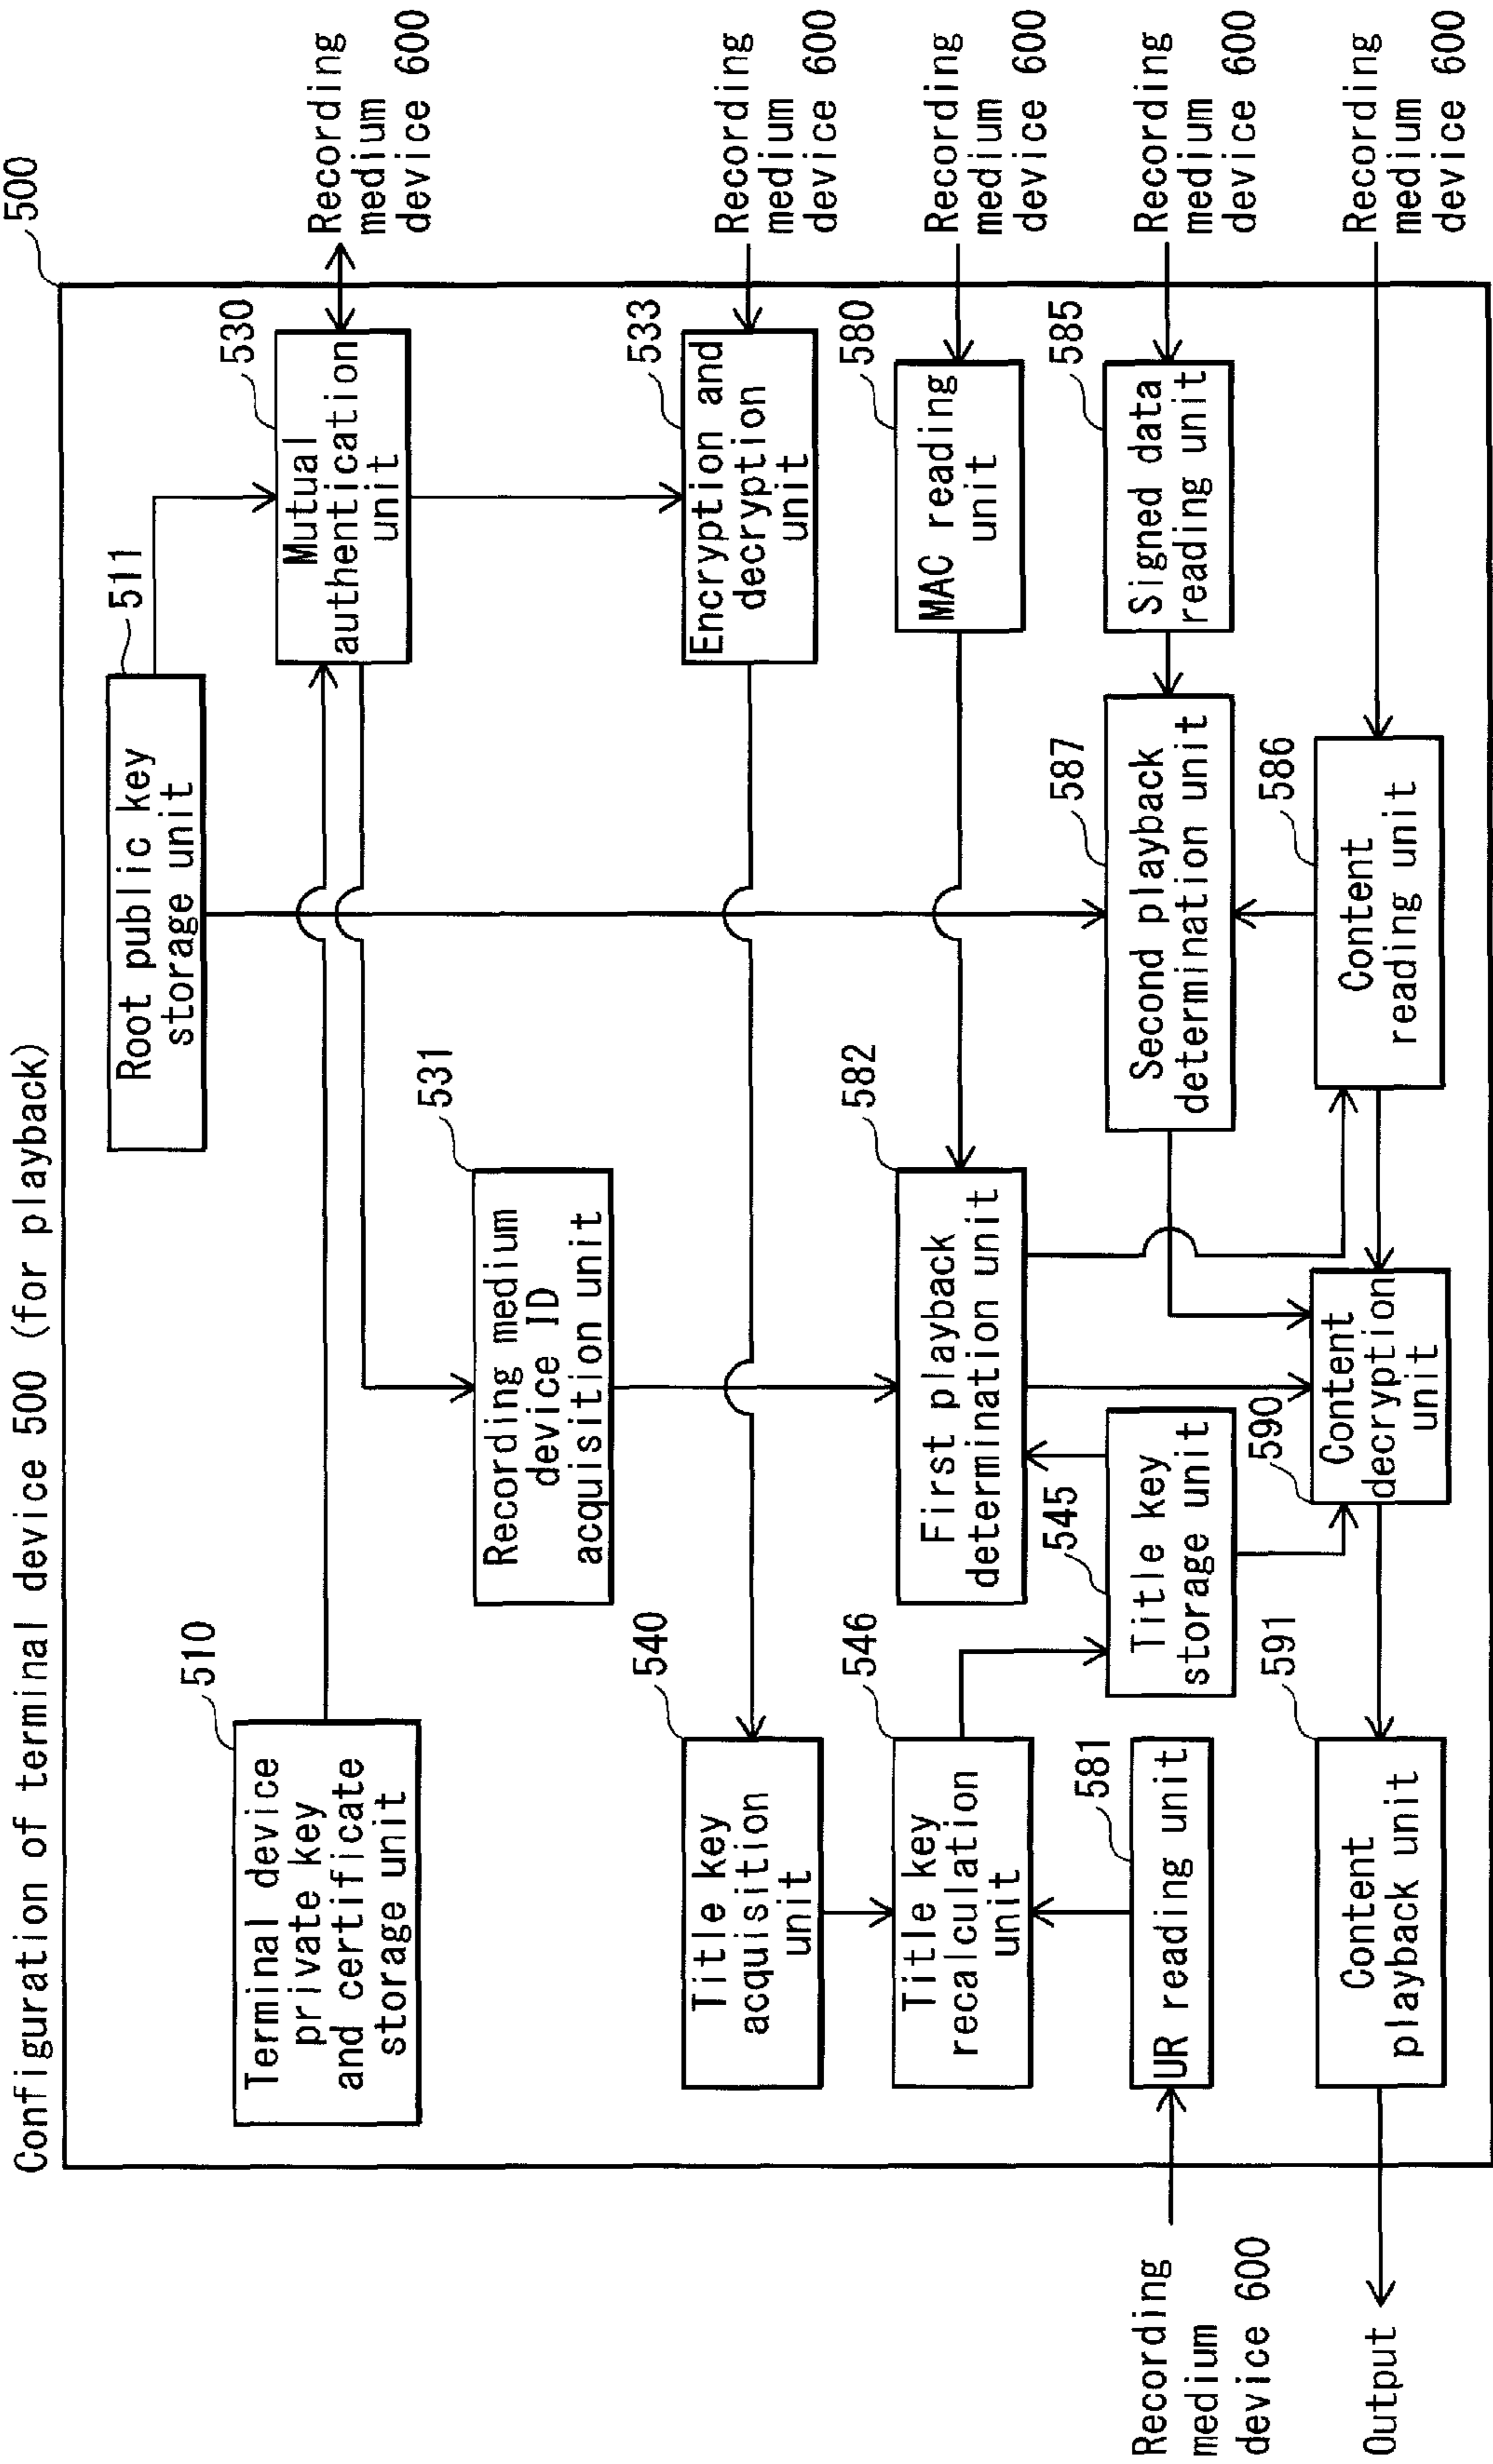 Configuration of terminal device 500 (for playback)
500
Root public key
storage unit
511
Terminal device
private key
and certificate
storage unit
510
Mutual
authentication
unit
530
Recording
medium
device 600
Recording medium
device ID
acquisition unit
531
Encryption and
decryption
unit
533
Recording
medium
device 600
Title key
acquisition
unit
540
Title key
recalculation
unit
546
First playback
determination unit
582
MAC reading
unit
580
Recording
medium
device 600
Recording
medium
device 600
UR reading unit
581
Title key
storage unit
545
Second playback
determination unit
587
Signed data
reading unit
585
Recording
medium
device 600
Output
Content
playback unit
591
Content
decryption
unit
590
Content
reading unit
586
Recording
medium
device 600